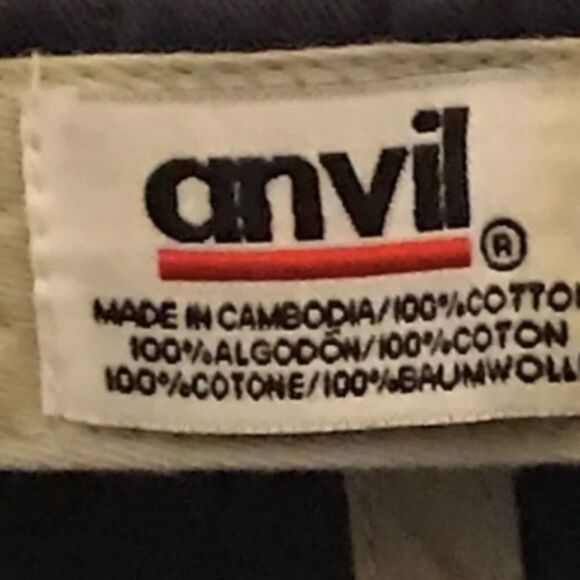 anvil®
MADE IN CAMBODIA/100%COTTO
100%ALGODÕN/100%COTON
100%COTONE/100%BAUMWOLL